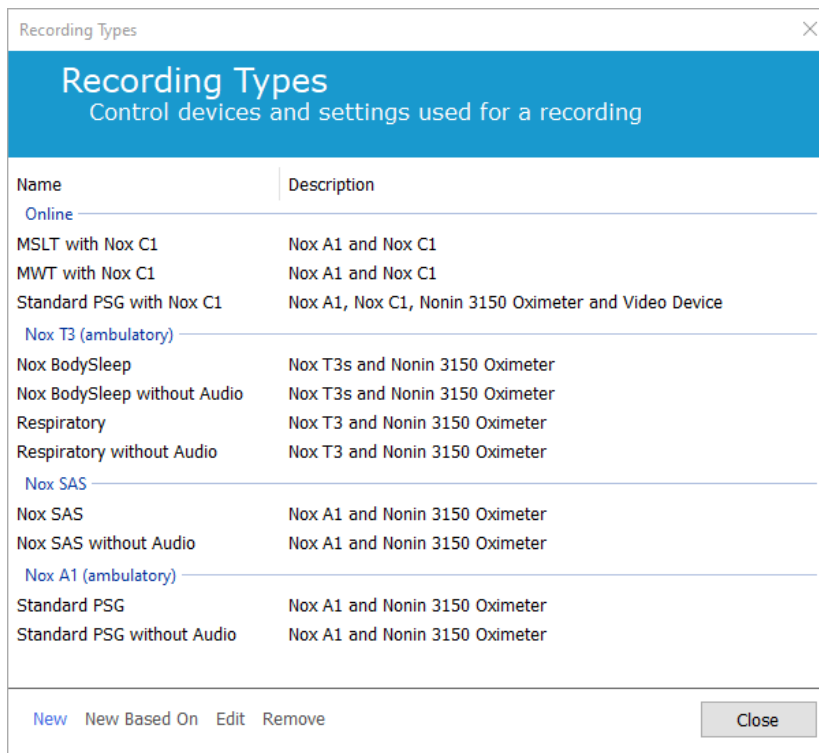 Recording Types
Recording Types
Control devices and settings used for a recording
Name Description
Online
MSLT with Nox C1 Nox A1 and Nox C1
MWT with Nox C1 Nox A1 and Nox C1
Standard PSG with Nox C1 Nox A1, Nox C1, Nonin 3150 Oximeter and Video Device
Nox T3 (ambulatory)
Nox BodySleep Nox T3s and Nonin 3150 Oximeter
Nox BodySleep without Audio Nox T3s and Nonin 3150 Oximeter
Respiratory Nox T3 and Nonin 3150 Oximeter
Respiratory without Audio Nox T3 and Nonin 3150 Oximeter
Nox SAS
Nox SAS Nox A1 and Nonin 3150 Oximeter
Nox SAS without Audio Nox A1 and Nonin 3150 Oximeter
Nox A1 (ambulatory)
Standard PSG Nox A1 and Nonin 3150 Oximeter
Standard PSG without Audio Nox A1 and Nonin 3150 Oximeter
New New Based On Edit Remove Close